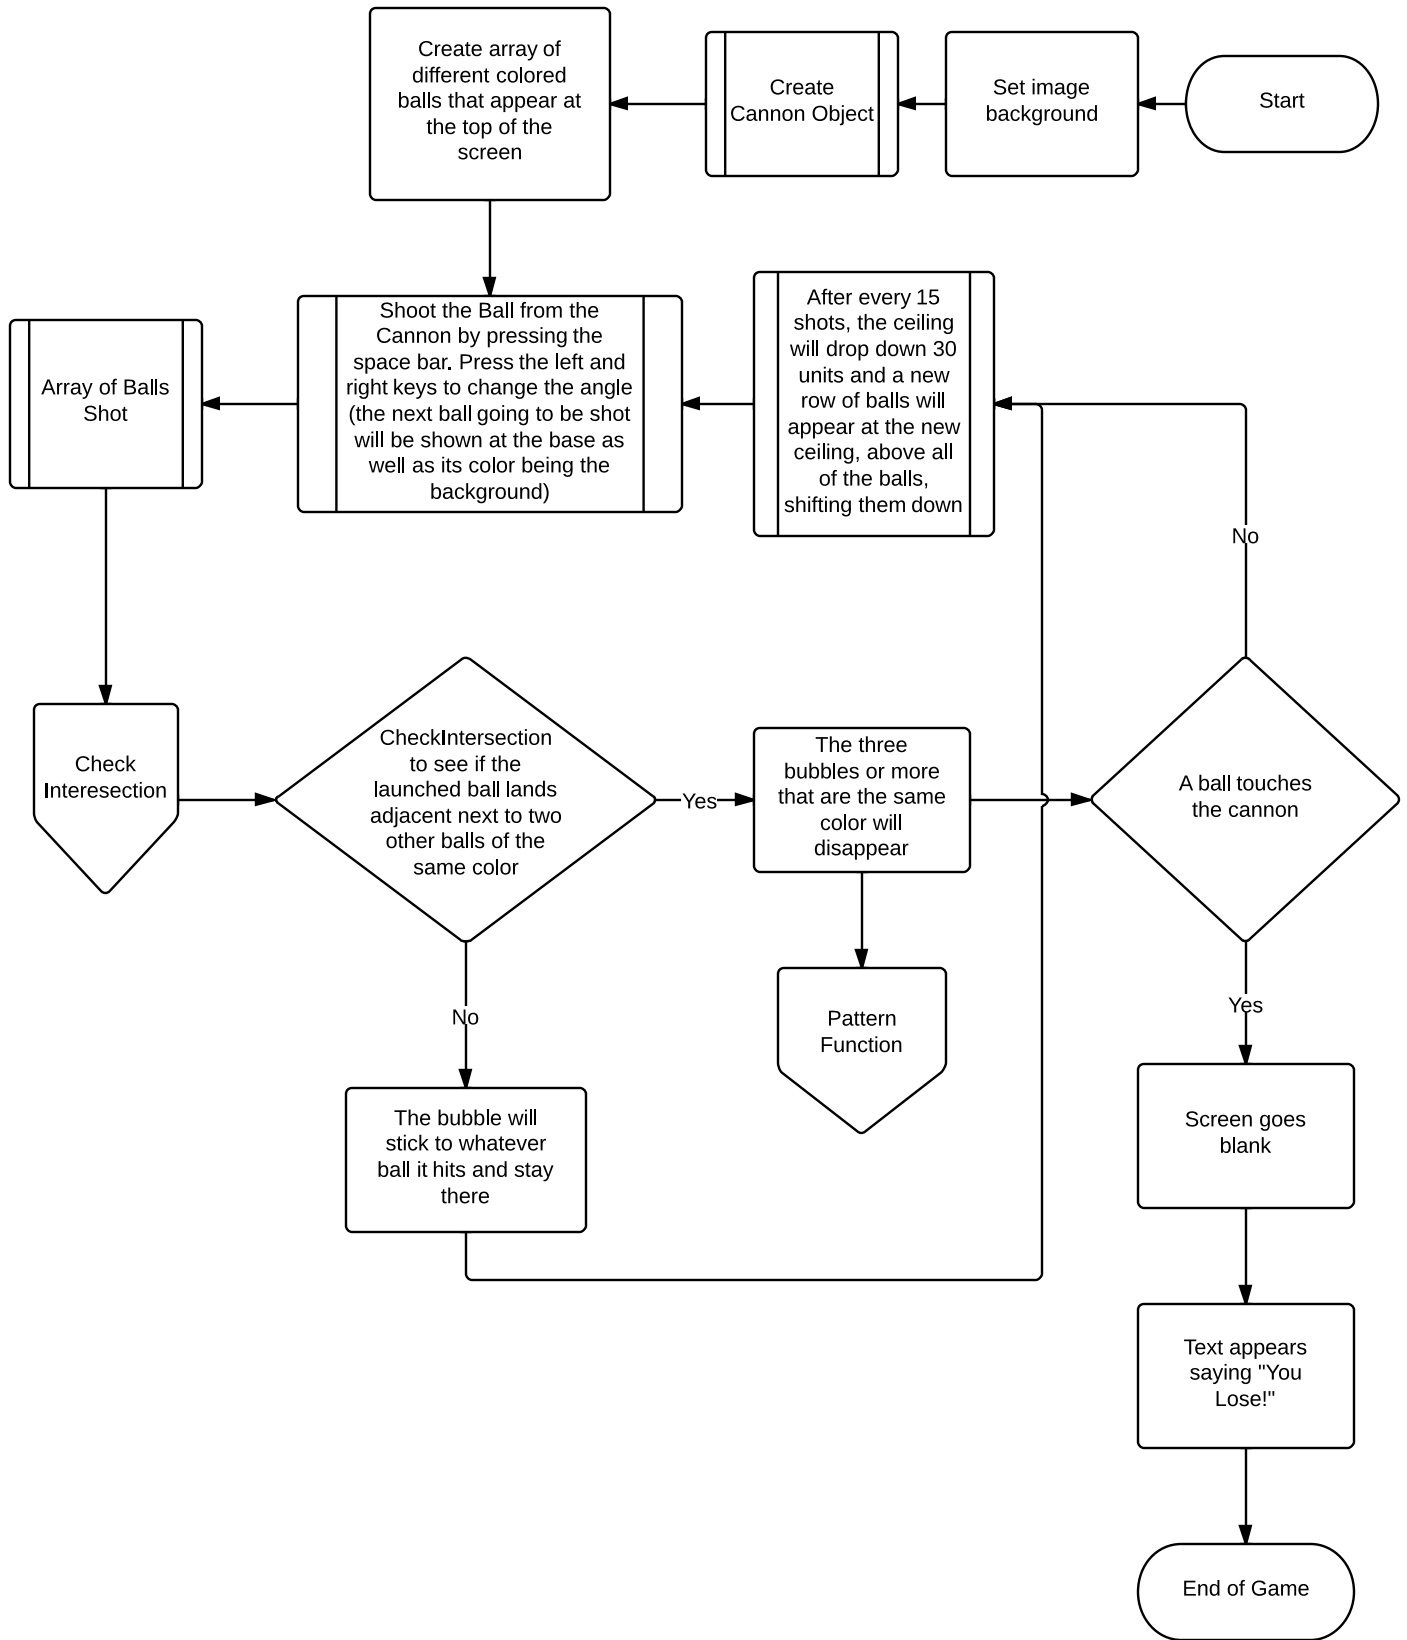 Start
Set image
background
Create
Cannon Object
Create array of
different colored
balls that appear at
the top of the
screen
Shoot the Ball from the
Cannon by pressing the
space bar. Press the left and
right keys to change the angle
(the next ball going to be shot
will be shown at the base as
well as its color being the
background)
After every 15
shots, the ceiling
will drop down 30
units and a new
row of balls will
appear at the new
ceiling, above all
of the balls,
shifting them down
Array of Balls
Shot
Check
Interesection
CheckIntersection
to see if the
launched ball lands
adjacent next to two
other balls of the
same color
Yes
The three
bubbles or more
that are the same
color will
disappear
A ball touches
the cannon
No
No
Yes
Pattern
Function
The bubble will
stick to whatever
ball it hits and stay
there
Screen goes
blank
Text appears
saying "You
Lose!"
End of Game